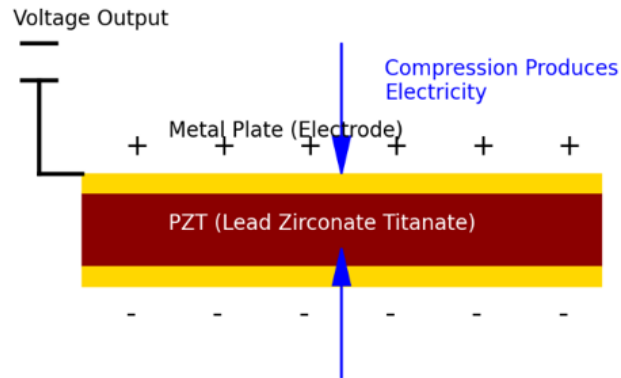 Voltage Output
Compression Produces
Electricity
Metal Plate (Electrode)
+ + + + + +
PZT (Lead Zirconate Titanate)
- - - - - -